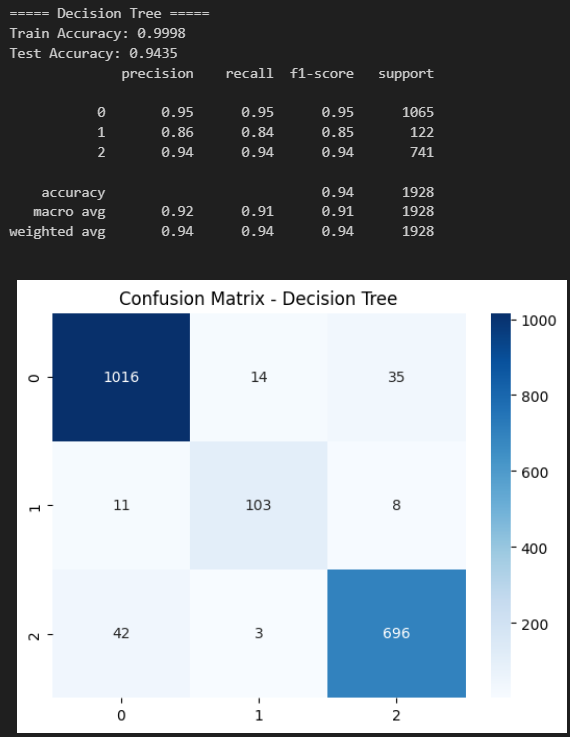 ===== Decision Tree =====
Train Accuracy: 0.9998
Test Accuracy: 0.9435
precision recall f1-score support
0 0.95 0.95 0.95 1065
1 0.86 0.84 0.85 122
2 0.94 0.94 0.94 741
accuracy 0.94 1928
macro avg 0.92 0.91 0.91 1928
weighted avg 0.94 0.94 0.94 1928
Confusion Matrix - Decision Tree
0 1016 14 35
1 11 103 8
2 42 3 696
0 1 2
1000
800
600
400
200